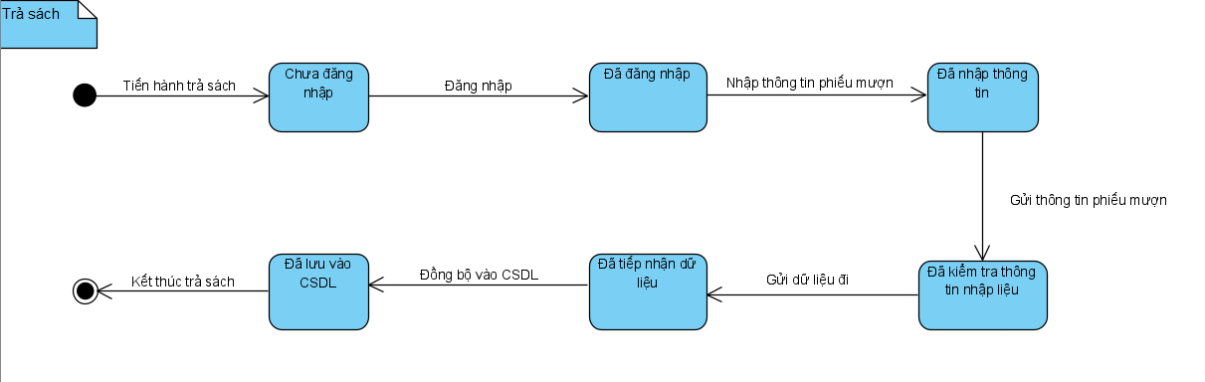 Trả sách
Tiến hành trả sách
Chưa đăng
nhập
Đăng nhập
Đã đăng nhập
Nhập thông tin phiếu mượn
Đã nhập thông
tin
Gửi thông tin phiếu mượn
Đã kiểm tra thông
tin nhập liệu
Gửi dữ liệu đi
Đã tiếp nhận dữ
liệu
Đồng bộ vào CSDL
Đã lưu vào
CSDL
Kết thúc trả sách